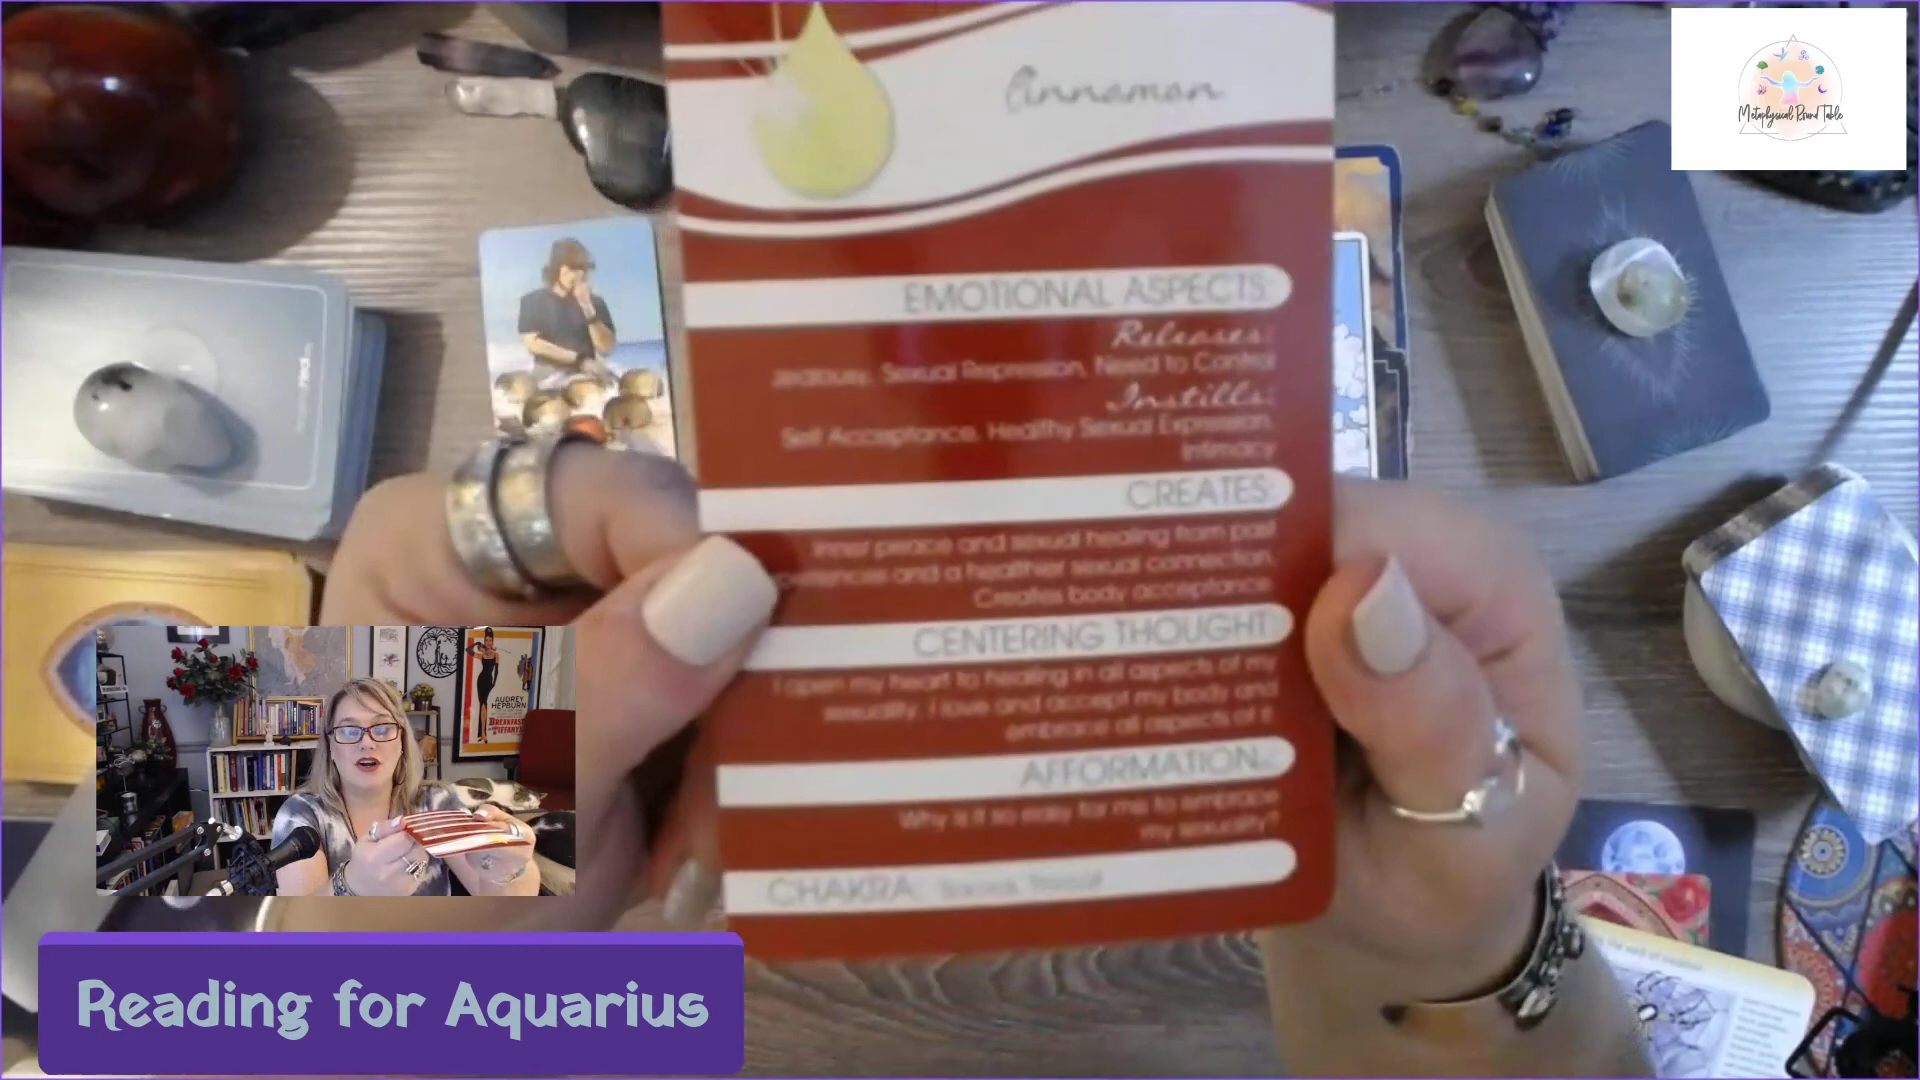 Cinnamon
Metaphysical Round Table
EMOTIONAL ASPECTS
Releases:
Jealousy, Sexual Repression, Need to Control
Instills:
Self Acceptance, Healthy Sexual Expression,
Intimacy
CREATES
Inner peace and sexual healing from past
and a healthier sexual connection.
Creates body acceptance
CENTERING THOUGHT
I open my heart to healing in all aspects of my
sexuality. I love and accept my body and
embrace all aspects of it
AFFORMATION
Why is it so easy for me to embrace
my sexuality?
CHAKRA: Sacral, Throat
AUDREY
HEPBURN
BREAKFAST
TIFFANY'S
Reading for Aquarius